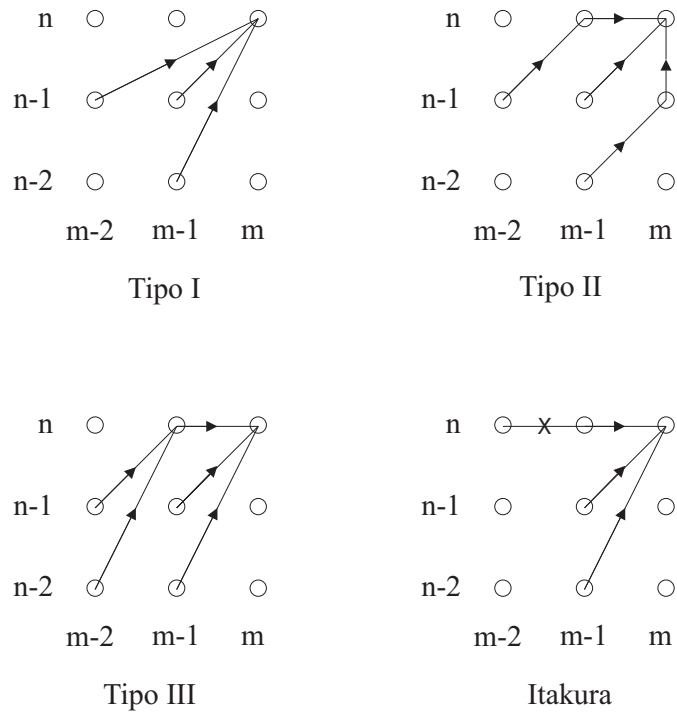 n
n-1
n-2
m-2 m-1 m
Tipo I
n
n-1
n-2
m-2 m-1 m
Tipo II
n
n-1
n-2
m-2 m-1 m
Tipo III
n
X
n-1
n-2
m-2 m-1 m
Itakura